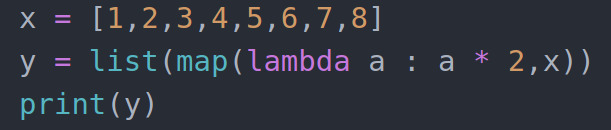 x = [1,2,3,4,5,6,7,8]
y = list(map(lambda a : a * 2,x))
print(y)